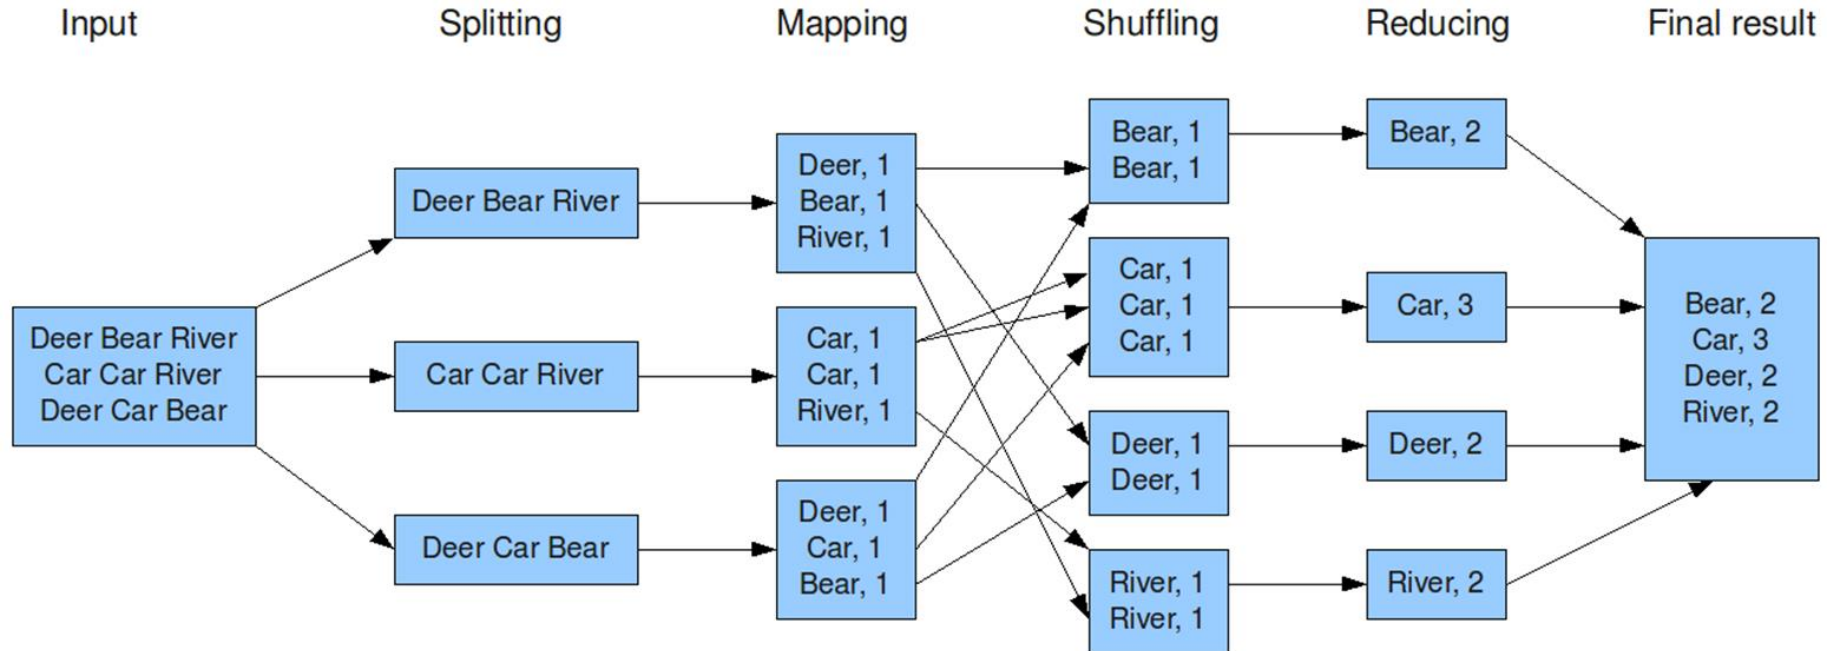 Input
Splitting
Mapping
Shuffling
Reducing
Final result
Deer Bear River
Car Car River
Deer Car Bear
Deer Bear River
Car Car River
Deer Car Bear
Deer, 1
Bear, 1
River, 1
Car, 1
Car, 1
River, 1
Deer, 1
Car, 1
Bear, 1
Bear, 1
Bear, 1
Car, 1
Car, 1
Car, 1
Deer, 1
Deer, 1
River, 1
River, 1
Bear, 2
Car, 3
Deer, 2
River, 2
Bear, 2
Car, 3
Deer, 2
River, 2